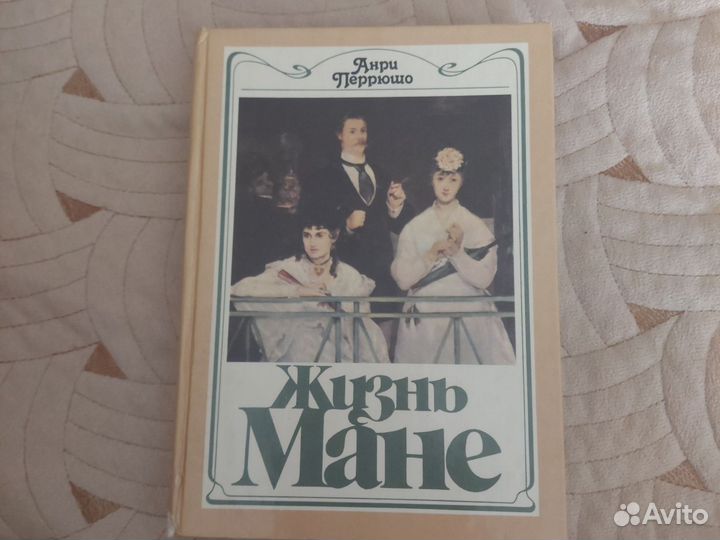 Анри
Перрюшо
Жизнь
Мане
Avito